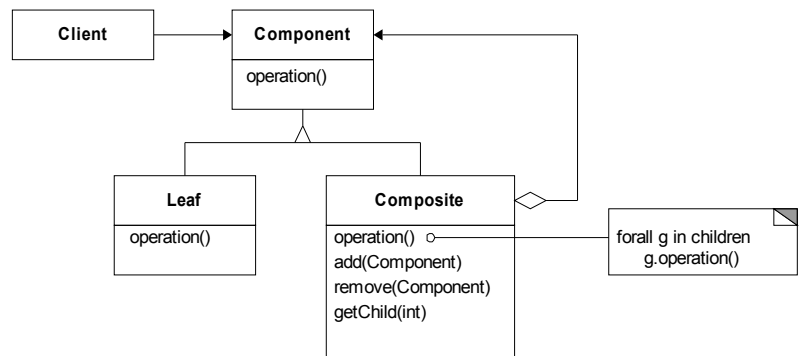 Client
Component
operation()
Leaf
operation()
Composite
operation()
add(Component)
remove(Component)
getChild(int)
forall g in children
g.operation()